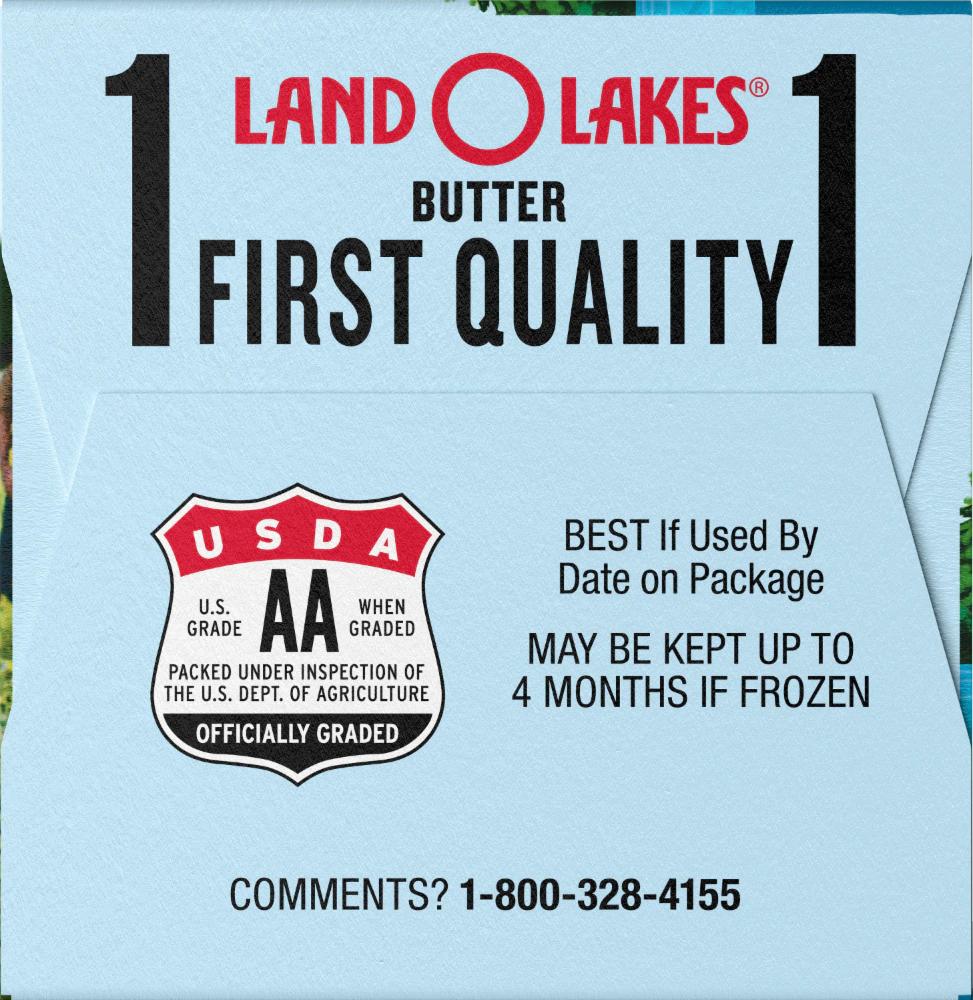 1 LAND O LAKES® 1
BUTTER
FIRST QUALITY
USDA
U.S. GRADE AA WHEN GRADED
PACKED UNDER INSPECTION OF
THE U.S. DEPT. OF AGRICULTURE
OFFICIALLY GRADED
BEST If Used By
Date on Package
MAY BE KEPT UP TO
4 MONTHS IF FROZEN
COMMENTS? 1-800-328-4155